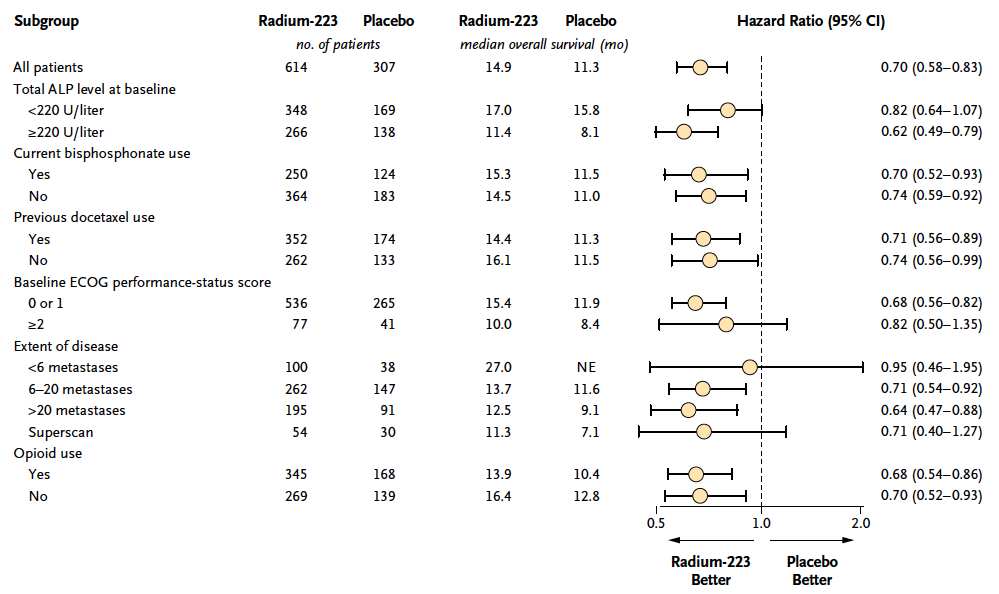 Subgroup Radium-223 Placebo Radium-223 Placebo Hazard Ratio (95% CI)
no. of patients median overall survival (mo)
All patients 614 307 14.9 11.3 0.70 (0.58–0.83)
Total ALP level at baseline
<220 U/liter 348 169 17.0 15.8 0.82 (0.64–1.07)
≥220 U/liter 266 138 11.4 8.1 0.62 (0.49–0.79)
Current bisphosphonate use
Yes 250 124 15.3 11.5 0.70 (0.52–0.93)
No 364 183 14.5 11.0 0.74 (0.59–0.92)
Previous docetaxel use
Yes 352 174 14.4 11.3 0.71 (0.56–0.89)
No 262 133 16.1 11.5 0.74 (0.56–0.99)
Baseline ECOG performance-status score
0 or 1 536 265 15.4 11.9 0.68 (0.56–0.82)
≥2 77 41 10.0 8.4 0.82 (0.50–1.35)
Extent of disease
<6 metastases 100 38 27.0 NE 0.95 (0.46–1.95)
6–20 metastases 262 147 13.7 11.6 0.71 (0.54–0.92)
>20 metastases 195 91 12.5 9.1 0.64 (0.47–0.88)
Superscan 54 30 11.3 7.1 0.71 (0.40–1.27)
Opioid use
Yes 345 168 13.9 10.4 0.68 (0.54–0.86)
No 269 139 16.4 12.8 0.70 (0.52–0.93)
0.5 1.0 2.0
Radium-223 Placebo
Better Better